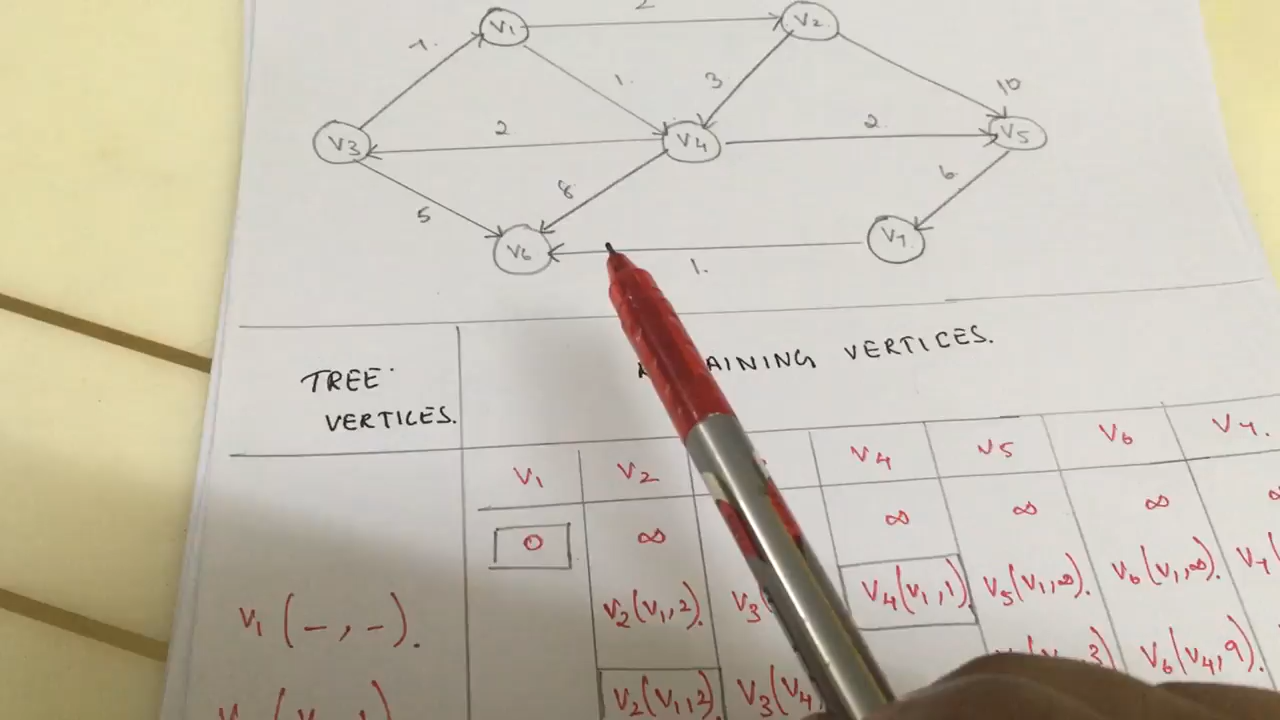 2
V1
V2
1.
1.
3
10
V3
2
V4
2
V5
5
8
6
V6
V7
1.
TREE
VERTICES.
VERTICES.
V1
V2
V4
V5
V6
V7.
0
∞
∞
∞
∞
V1 (–, –).
V2(V1,2).
V4(V1,1)
V5(V1,∞).
V6(V1,∞).
V2(V1,2).
V6(V4,9).